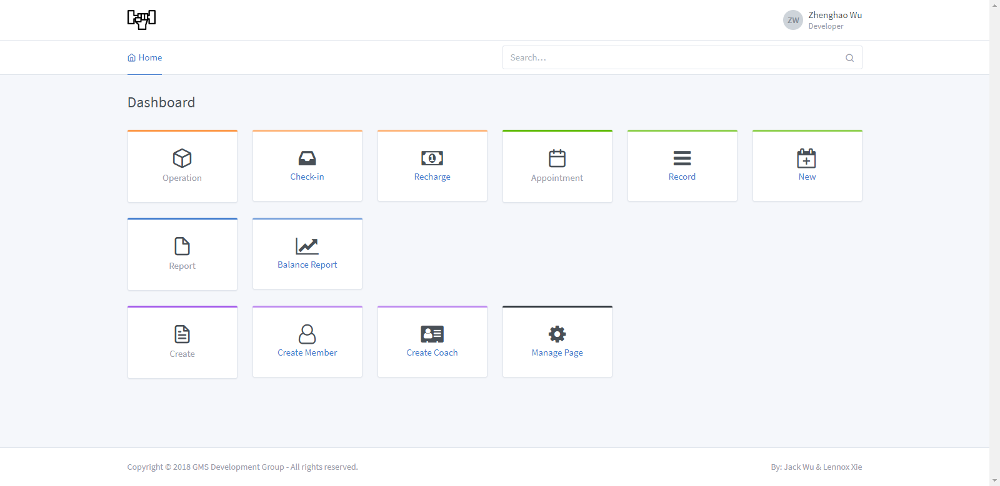 ZW
Zhenghao Wu
Developer
Home
Search...
Dashboard
Operation
Check-in
1
Recharge
Appointment
Record
New
Report
Balance Report
Create
Create Member
Create Coach
Manage Page
Copyright © 2018 GMS Development Group - All rights reserved.
By: Jack Wu & Lennox Xie